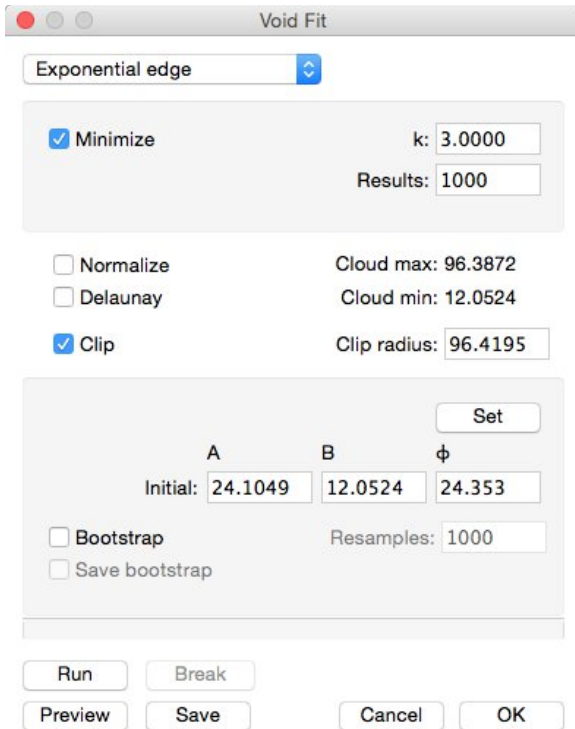 Void Fit
Exponential edge
Minimize k: 3.0000
Results: 1000
Normalize Cloud max: 96.3872
Delaunay Cloud min: 12.0524
Clip Clip radius: 96.4195
Set
A B ϕ
Initial: 24.1049 12.0524 24.353
Bootstrap Resamples: 1000
Save bootstrap
Run Break
Preview Save Cancel OK